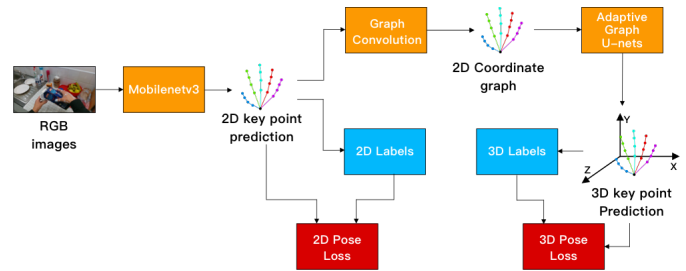 Graph
Convolution
Adaptive
Graph
U-nets
2D Coordinate
graph
Mobilenetv3
RGB
images
2D key point
prediction
2D Labels
3D Labels
Y
X
Z
3D key point
Prediction
2D Pose
Loss
3D Pose
Loss